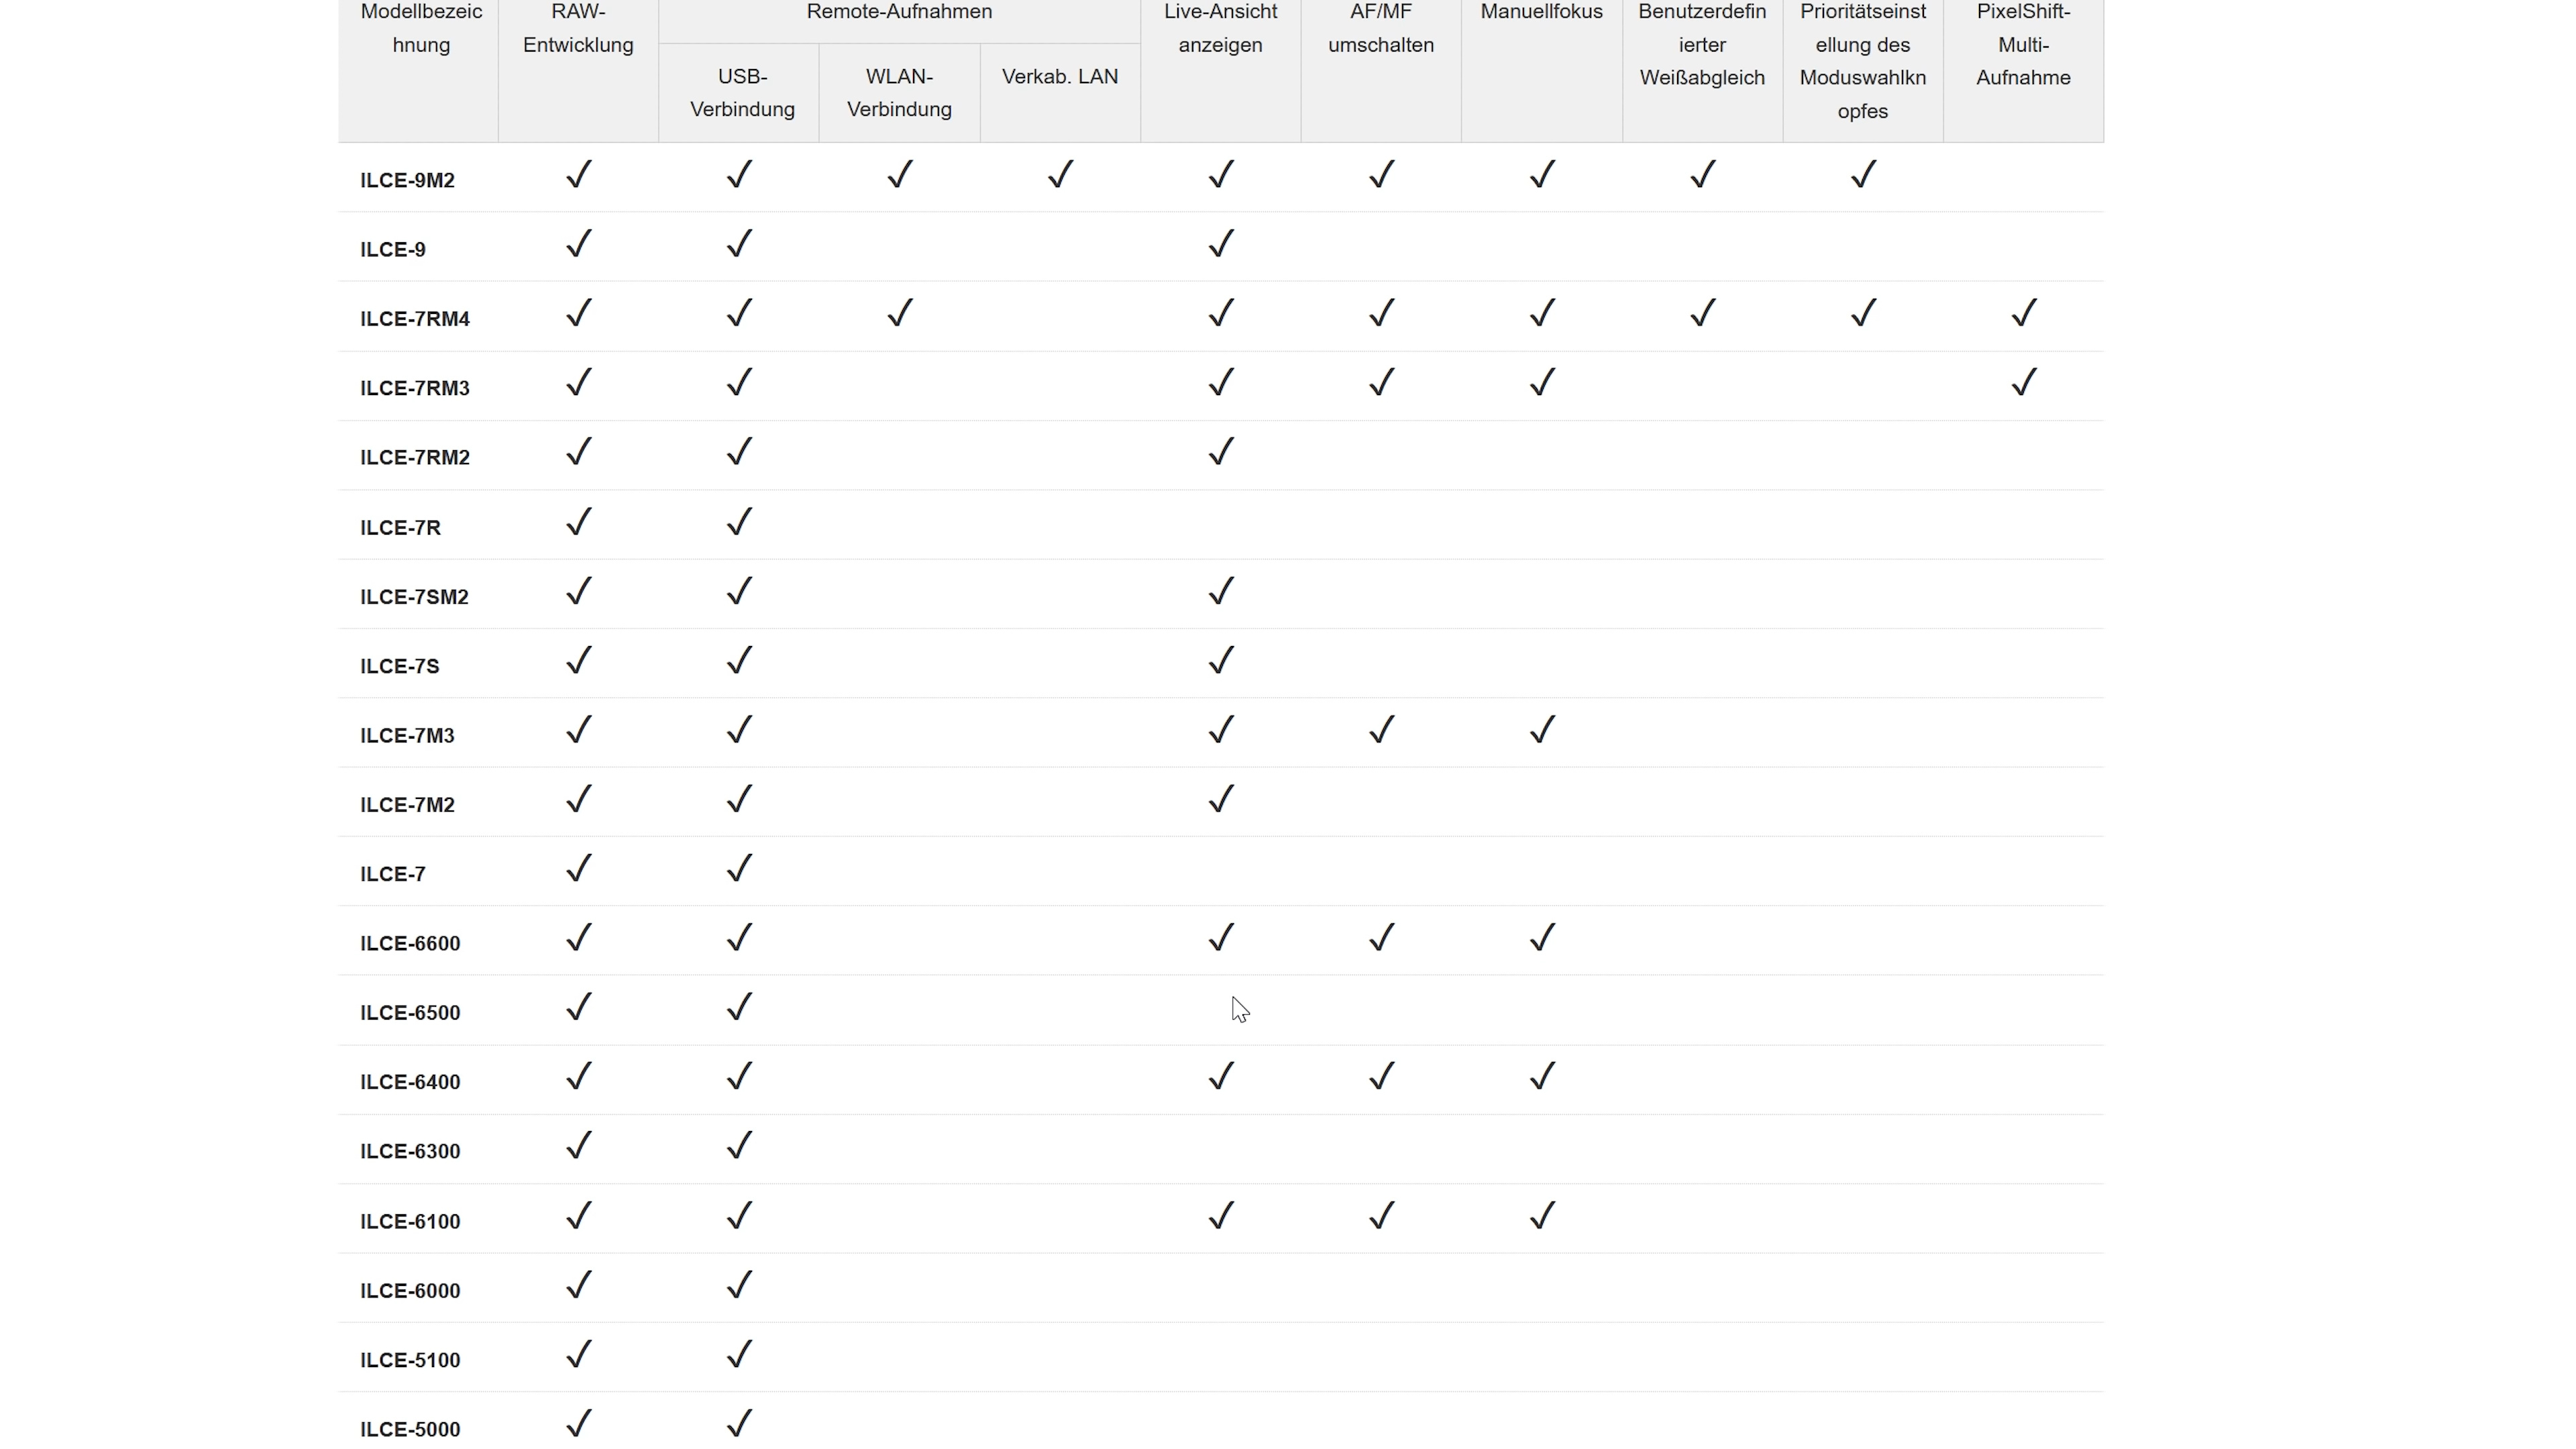 Modellbezeic
hnung
RAW-
Entwicklung
Remote-Aufnahmen
USB-
Verbindung
WLAN-
Verbindung
Verkab. LAN
Live-Ansicht
anzeigen
AF/MF
umschalten
Manuellfokus
Benutzerdefin
ierter
Weißabgleich
Prioritätseinst
ellung des
Moduswahlkn
opfes
PixelShift-
Multi-
Aufnahme
ILCE-9M2 ✓ ✓ ✓ ✓ ✓ ✓ ✓ ✓ ✓
ILCE-9 ✓ ✓ ✓
ILCE-7RM4 ✓ ✓ ✓ ✓ ✓ ✓ ✓ ✓ ✓
ILCE-7RM3 ✓ ✓ ✓ ✓ ✓ ✓
ILCE-7RM2 ✓ ✓ ✓
ILCE-7R ✓ ✓
ILCE-7SM2 ✓ ✓ ✓
ILCE-7S ✓ ✓ ✓
ILCE-7M3 ✓ ✓ ✓ ✓ ✓
ILCE-7M2 ✓ ✓ ✓
ILCE-7 ✓ ✓
ILCE-6600 ✓ ✓ ✓ ✓ ✓
ILCE-6500 ✓ ✓
ILCE-6400 ✓ ✓ ✓ ✓ ✓
ILCE-6300 ✓ ✓
ILCE-6100 ✓ ✓ ✓ ✓ ✓
ILCE-6000 ✓ ✓
ILCE-5100 ✓ ✓
ILCE-5000 ✓ ✓